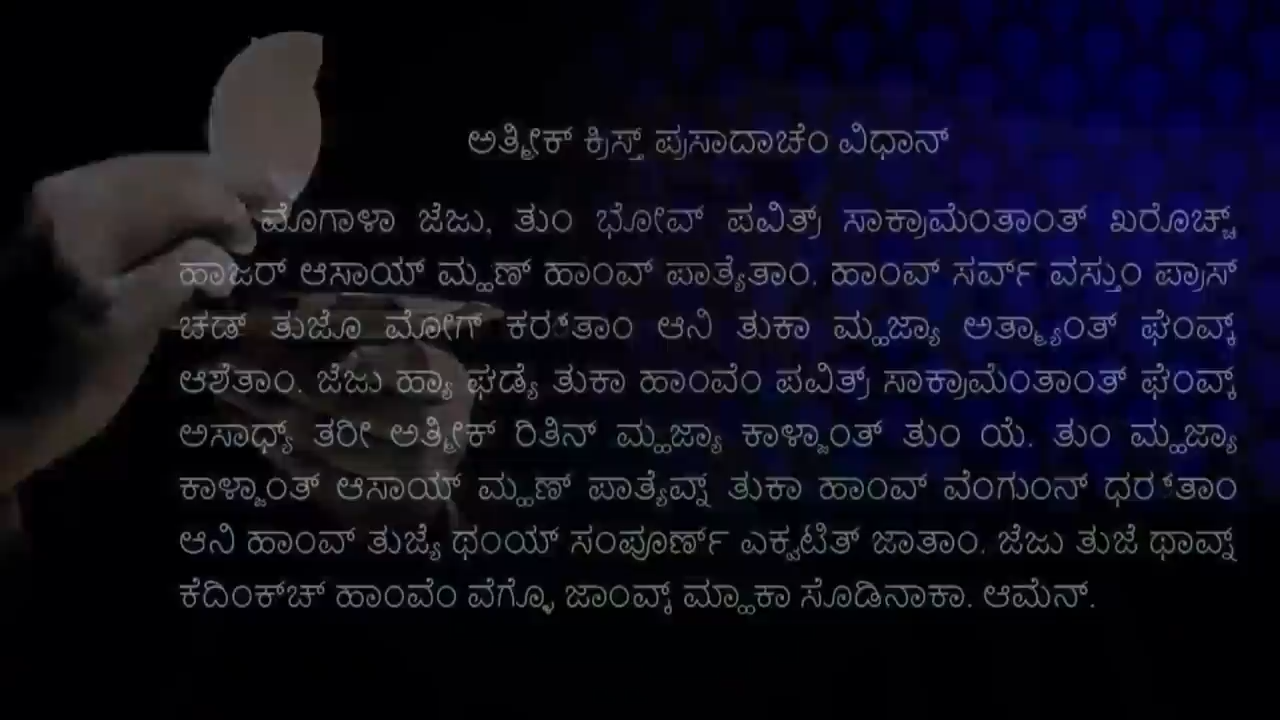 ಅತ್ಮೀಕ್ ಕ್ರಿಸ್ತ್ ಪ್ರಸಾದಾಚೆಂ ವಿಧಾನ್
ಮೊಗಾಳಾ ಜೆಜು, ತುಂ ಭೋವ್ ಪವಿತ್ರ್ ಸಾಕ್ರಾಮೆಂತಾಂತ್ ಖರೊಚ್ಚ್
ಹಾಜರ್ ಆಸಾಯ್ ಮ್ಹಣ್ ಹಾಂವ್ ಪಾತ್ಯೆತಾಂ. ಹಾಂವ್ ಸರ್ವ್ ವಸ್ತುಂ ಪ್ರಾಸ್
ಚಡ್ ತುಜೊ ಮೋಗ್ ಕರ್‍ತಾಂ ಆನಿ ತುಕಾ ಮ್ಹಜ್ಯಾ ಅತ್ಮ್ಯಾಂತ್ ಘೆಂವ್ಕ್
ಆಶೆತಾಂ. ಜೆಜು ಹ್ಯಾ ಘಡ್ಯೆ ತುಕಾ ಹಾಂವೆಂ ಪವಿತ್ರ್ ಸಾಕ್ರಾಮೆಂತಾಂತ್ ಘೆಂವ್ಕ್
ಅಸಾಧ್ಯ್ ತರೀ ಅತ್ಮೀಕ್ ರಿತಿನ್ ಮ್ಹಜ್ಯಾ ಕಾಳ್ಜಾಂತ್ ತುಂ ಯೆ. ತುಂ ಮ್ಹಜ್ಯಾ
ಕಾಳ್ಜಾಂತ್ ಆಸಾಯ್ ಮ್ಹಣ್ ಪಾತ್ಯೆವ್ನ್ ತುಕಾ ಹಾಂವ್ ವೆಂಗುಂನ್ ಧರ್‍ತಾಂ
ಆನಿ ಹಾಂವ್ ತುಜ್ಯೆ ಥಂಯ್ ಸಂಪೂರ್ಣ್ ಎಕ್ವಟಿತ್ ಜಾತಾಂ. ಜೆಜು ತುಜೆ ಥಾವ್ನ್
ಕೆದಿಂಕ್‌ಚ್ ಹಾಂವೆಂ ವೆಗ್ಳೊ ಜಾಂವ್ಕ್ ಮ್ಹಾಕಾ ಸೊಡಿನಾಕಾ. ಆಮೆನ್.